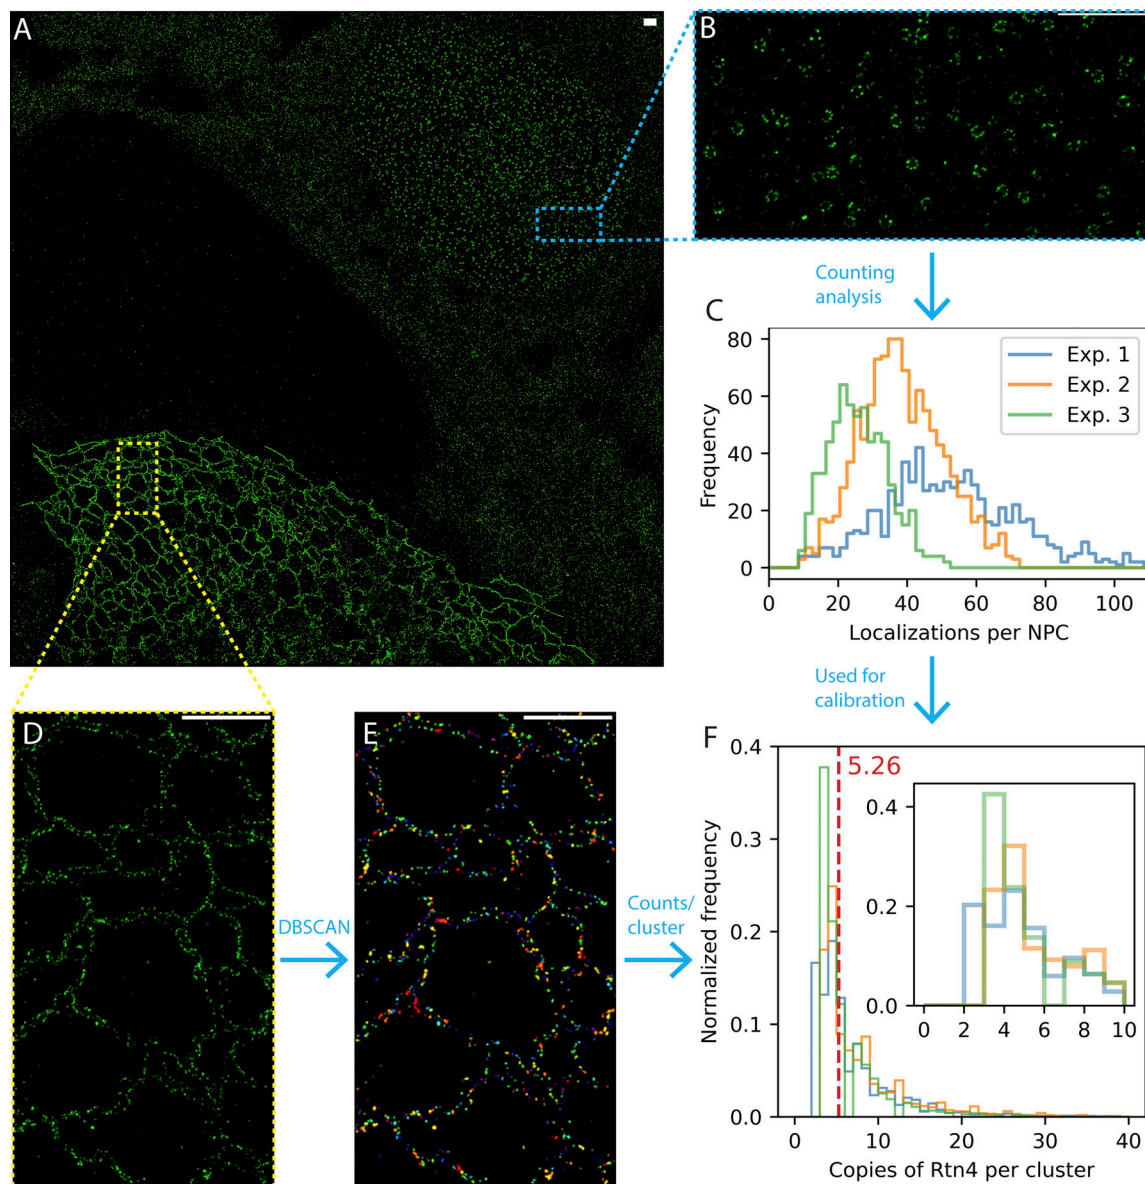 A
B
Counting
analysis
C
80
60
40
20
0
Frequency
Exp. 1
Exp. 2
Exp. 3
0 20 40 60 80 100
Localizations per NPC
Used for
calibration
D
DBSCAN
E
Counts/
cluster
F
0.4
0.3
0.2
0.1
0.0
Normalized frequency
5.26
0.4
0.2
0.0
0 2 4 6 8 10
0 10 20 30 40
Copies of Rtn4 per cluster